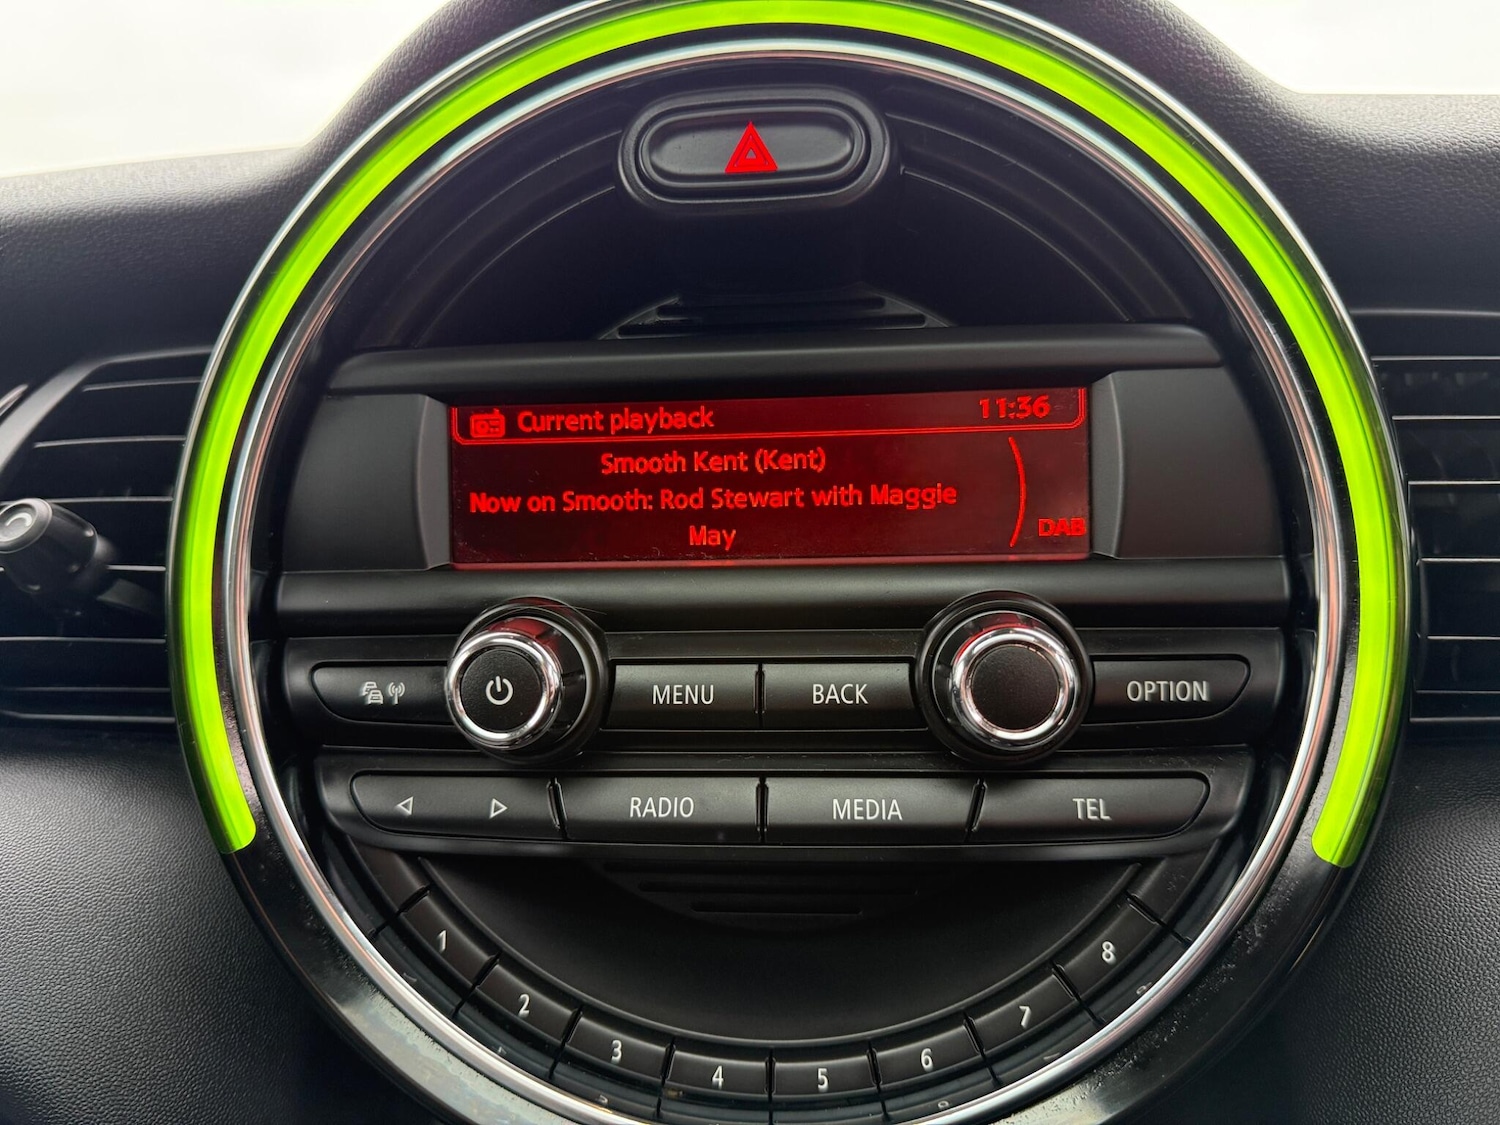 Current playback 11:36
Smooth Kent (Kent)
Now on Smooth: Rod Stewart with Maggie
May
DAB
MENU
BACK
OPTION
RADIO
MEDIA
TEL
1
2
3
4
5
6
7
8